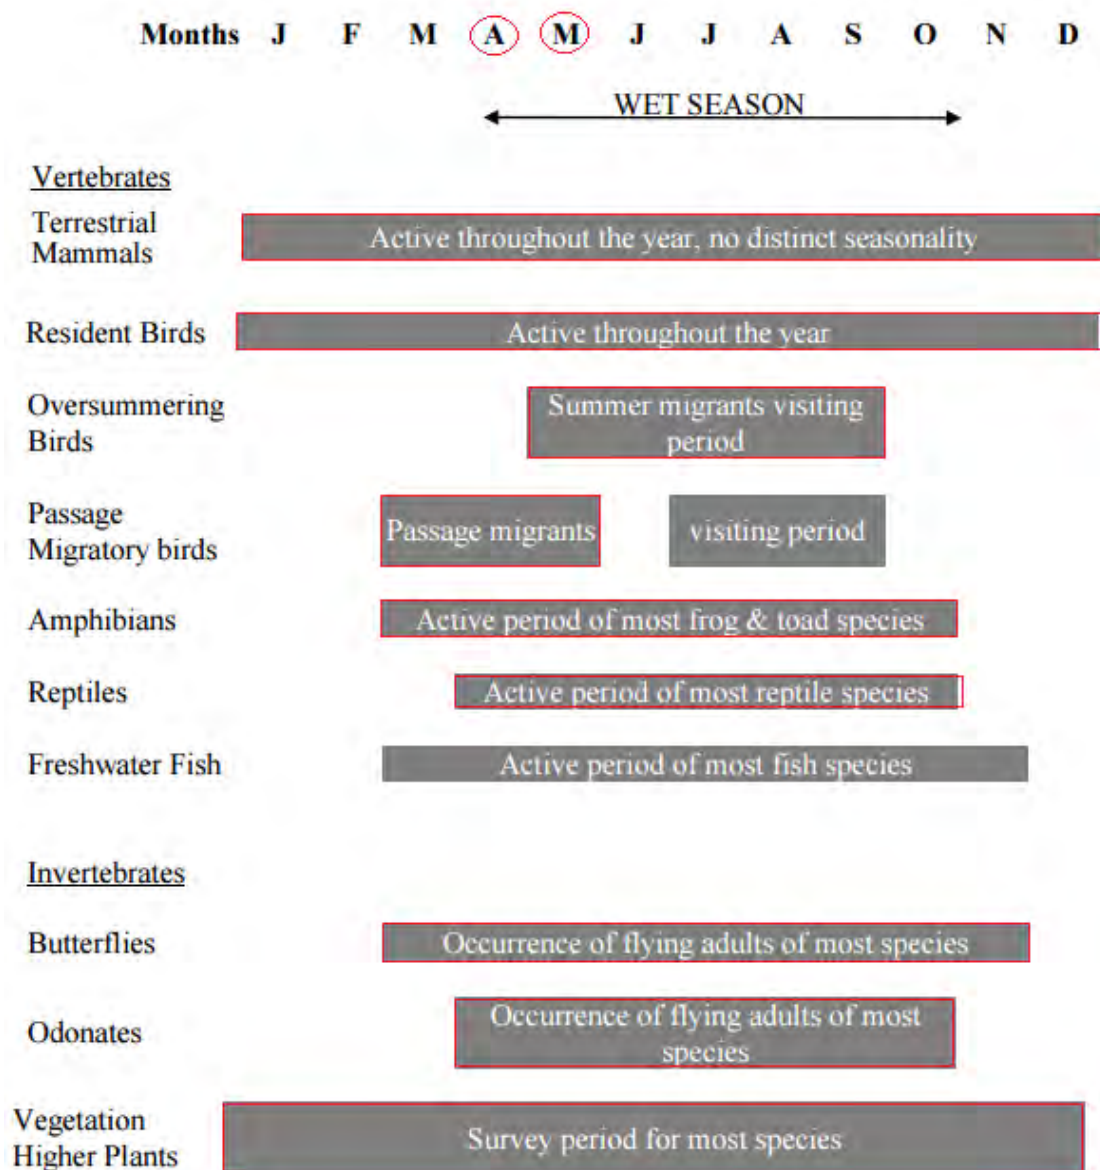 Months J F M A M J J A S O N D
WET SEASON
Vertebrates
Terrestrial
Mammals
Active throughout the year, no distinct seasonality
Resident Birds
Active throughout the year
Oversummering
Birds
Summer migrants visiting
period
Passage
Migratory birds
Passage migrants
visiting period
Amphibians
Active period of most frog & toad species
Reptiles
Active period of most reptile species
Freshwater Fish
Active period of most fish species
Invertebrates
Butterflies
Occurrence of flying adults of most species
Odonates
Occurrence of flying adults of most
species
Vegetation
Higher Plants
Survey period for most species